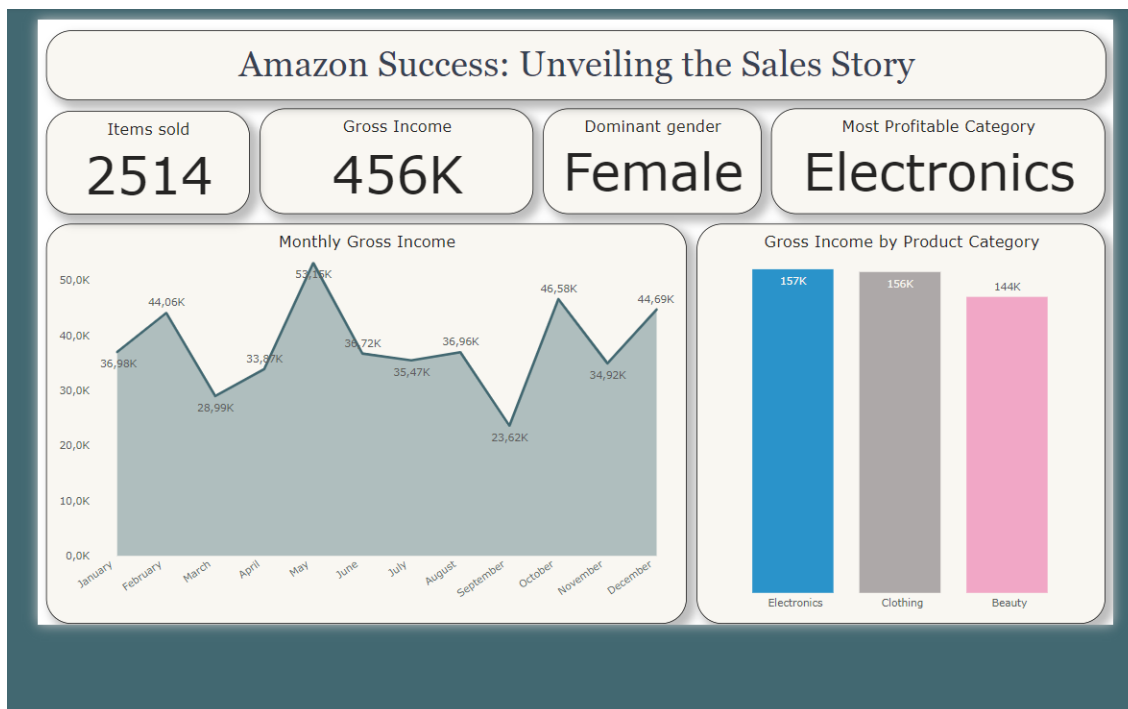 Amazon Success: Unveiling the Sales Story
Items sold
2514
Gross Income
456K
Dominant gender
Female
Most Profitable Category
Electronics
Monthly Gross Income
50,0K
40,0K
30,0K
20,0K
10,0K
0,0K
36,98K
44,06K
28,99K
33,87K
53,15K
36,72K
35,47K
36,96K
23,62K
46,58K
34,92K
44,69K
January
February
March
April
May
June
July
August
September
October
November
December
Gross Income by Product Category
157K
156K
144K
Electronics
Clothing
Beauty